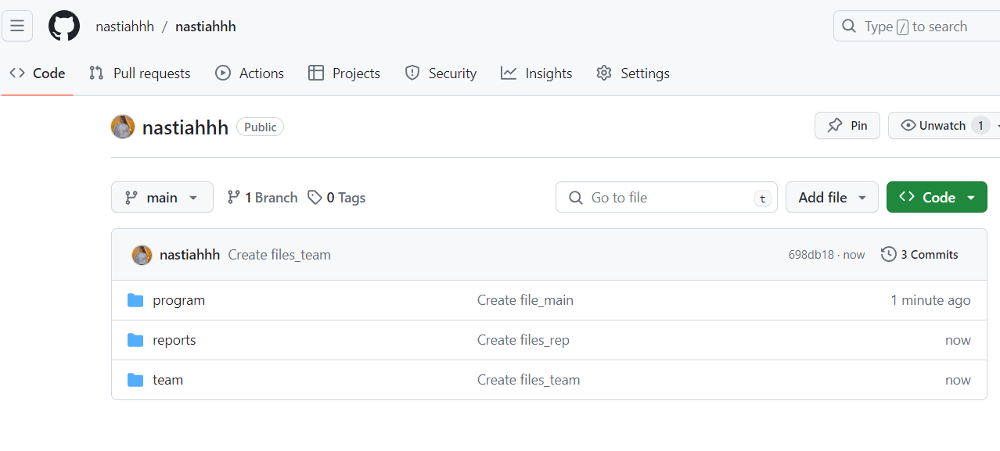 nastiahhh / nastiahhh Type / to search
Code Pull requests Actions Projects Security Insights Settings
nastiahhh Public Pin Unwatch 1
main 1 Branch 0 Tags Go to file t Add file Code
nastiahhh Create files_team 698db18 · now 3 Commits
program Create file_main 1 minute ago
reports Create files_rep now
team Create files_team now